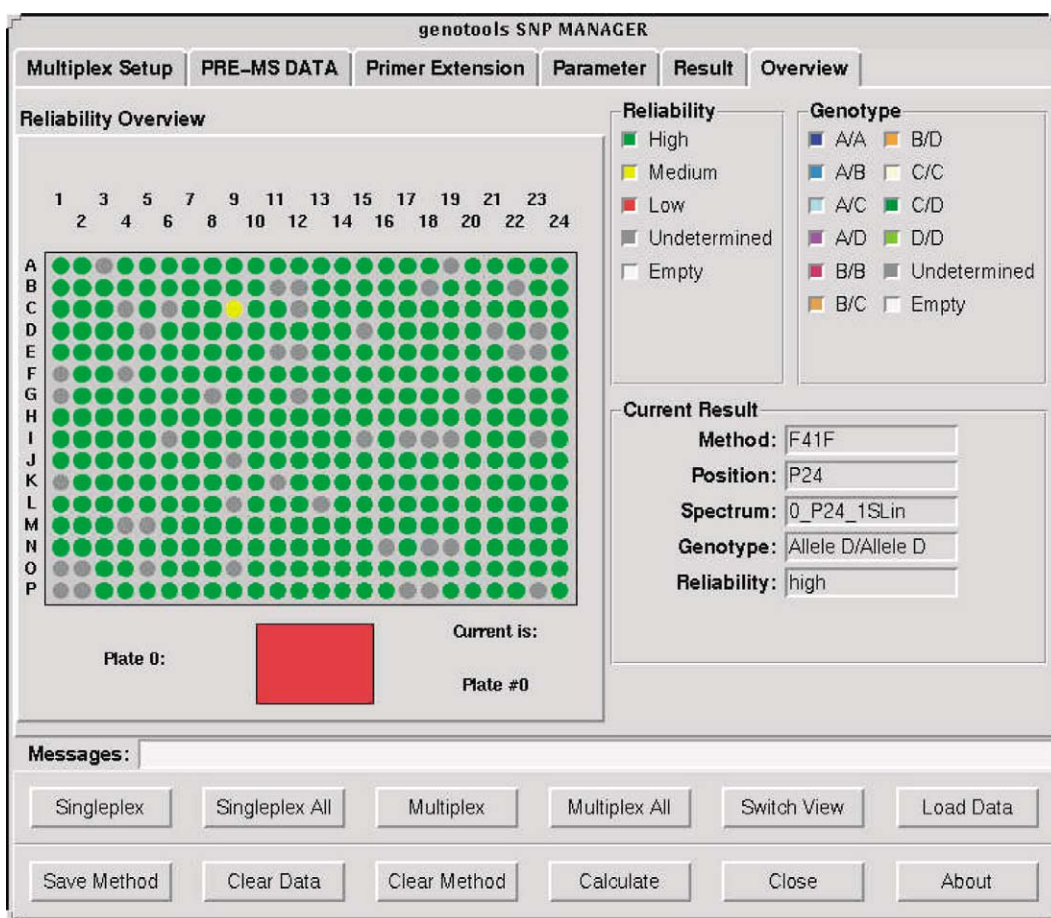 genotools SNP MANAGER
Multiplex Setup PRE-MS DATA Primer Extension Parameter Result Overview
Reliability Overview
1 3 5 7 9 11 13 15 17 19 21 23
2 4 6 8 10 12 14 16 18 20 22 24
A
B
C
D
E
F
G
H
I
J
K
L
M
N
O
P
Plate 0:
Current is:
Plate #0
Reliability
High
Medium
Low
Undetermined
Empty
Genotype
A/A B/D
A/B C/C
A/C C/D
A/D D/D
B/B Undetermined
B/C Empty
Current Result
Method: F41F
Position: P24
Spectrum: 0_P24_1SLin
Genotype: Allele D/Allele D
Reliability: high
Messages:
Singleplex Singleplex All Multiplex Multiplex All Switch View Load Data
Save Method Clear Data Clear Method Calculate Close About